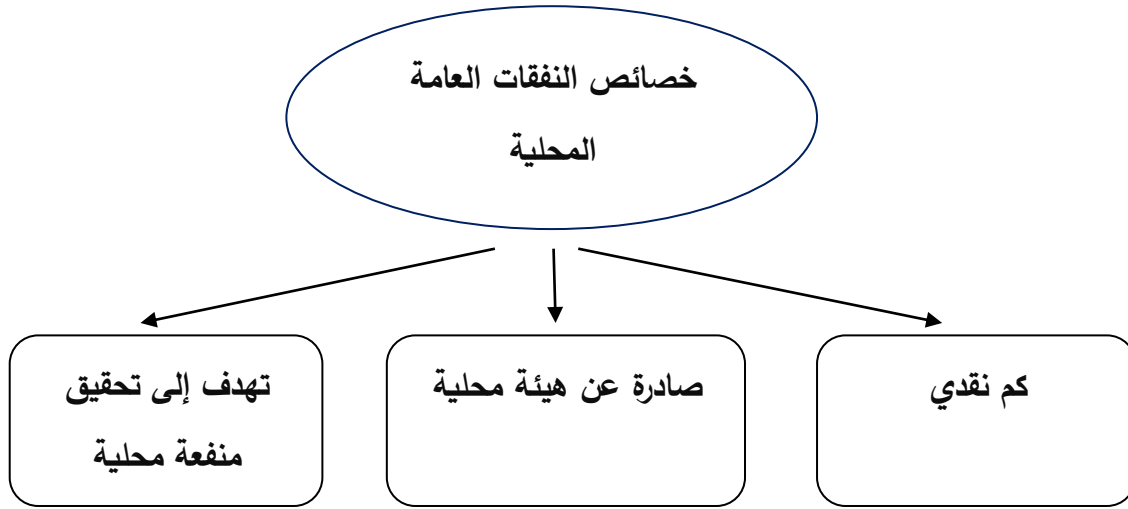 خصائص النفقات العامة
المحلية
كم نقدي
صادرة عن هيئة محلية
تهدف إلى تحقيق
منفعة محلية